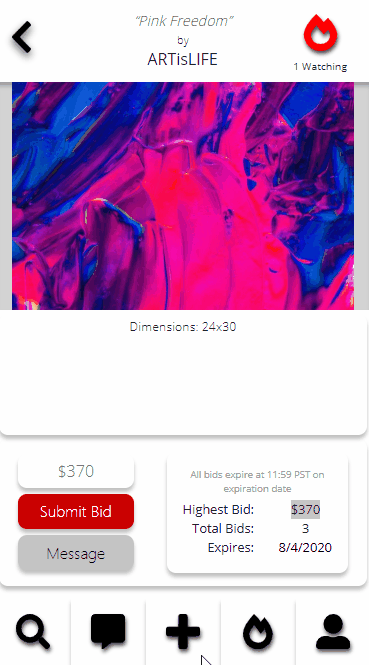 “Pink Freedom”
by
ARTisLIFE
1 Watching
Dimensions: 24x30
$370
Submit Bid
Message
All bids expire at 11:59 PST on
expiration date
Highest Bid: $370
Total Bids: 3
Expires: 8/4/2020